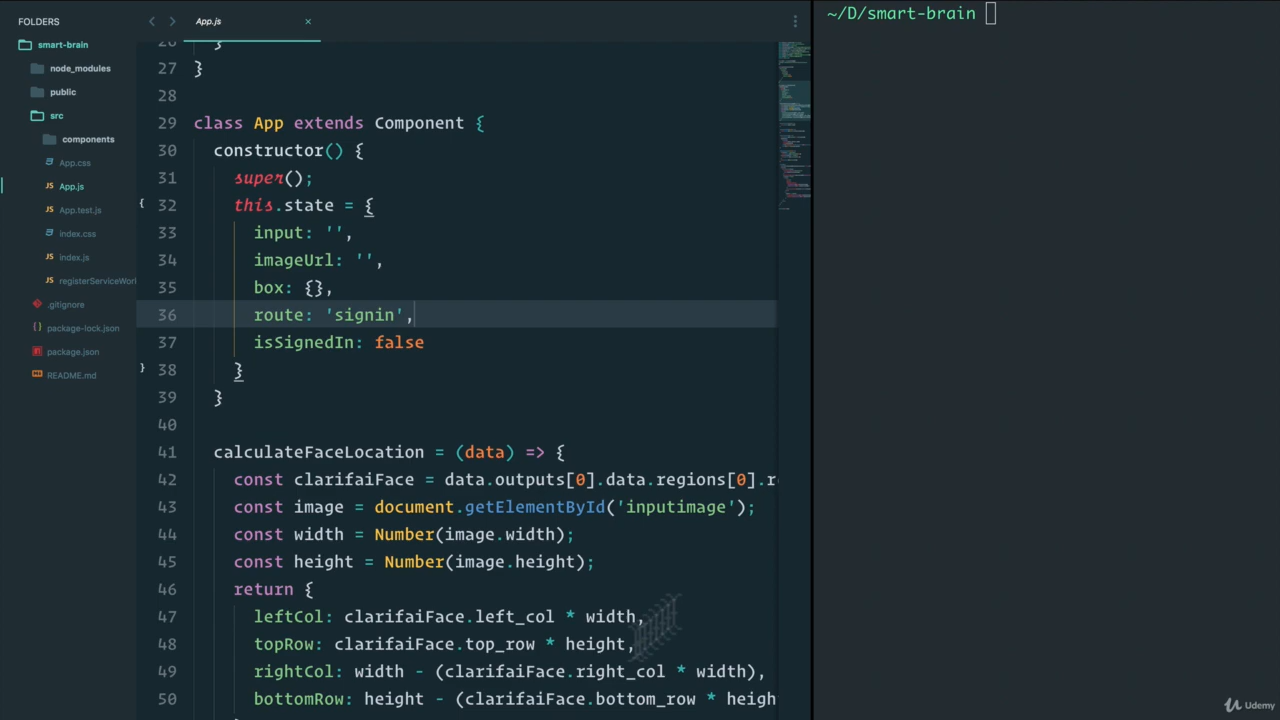 FOLDERS
smart-brain
node_modules
public
src
components
App.css
App.js
App.test.js
index.css
index.js
registerServiceWor
.gitignore
package-lock.json
package.json
README.md
App.js
26 }
27 }
28
29 class App extends Component {
30 constructor() {
31 super();
32 this.state = {
33 input: '',
34 imageUrl: '',
35 box: {},
36 route: 'signin',
37 isSignedIn: false
38 }
39 }
40
41 calculateFaceLocation = (data) => {
42 const clarifaiFace = data.outputs[0].data.regions[0].r
43 const image = document.getElementById('inputimage');
44 const width = Number(image.width);
45 const height = Number(image.height);
46 return {
47 leftCol: clarifaiFace.left_col * width,
48 topRow: clarifaiFace.top_row * height,
49 rightCol: width - (clarifaiFace.right_col * width),
50 bottomRow: height - (clarifaiFace.bottom_row * heigh
~/D/smart-brain
Udemy